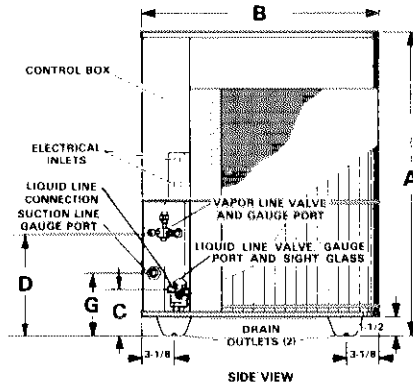 B
CONTROL BOX
ELECTRICAL
INLETS
LIQUID LINE
CONNECTION
SUCTION LINE
GAUGE PORT
VAPOR LINE VALVE
AND GAUGE PORT
LIQUID LINE VALVE, GAUGE
PORT AND SIGHT GLASS
A
D
G
C
DRAIN
OUTLETS (2)
1-1/2
3-1/8
3-1/8
SIDE VIEW